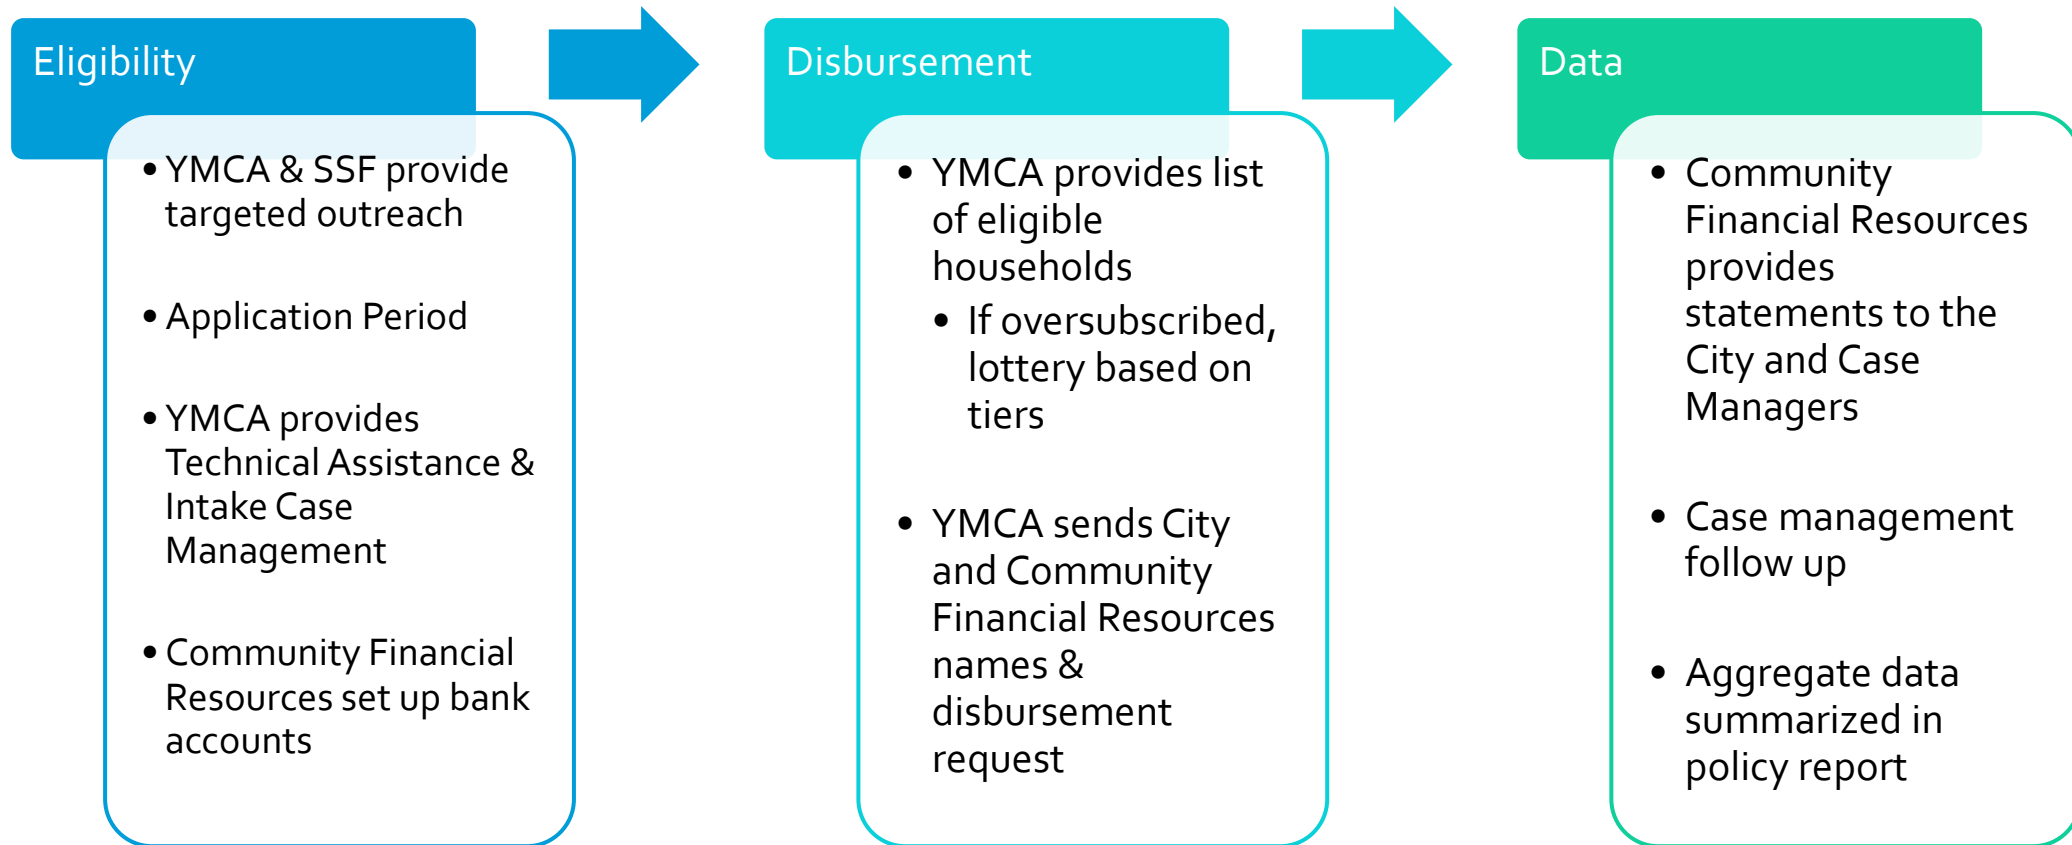 Eligibility
• YMCA & SSF provide
targeted outreach
• Application Period
• YMCA provides
Technical Assistance &
Intake Case
Management
• Community Financial
Resources set up bank
accounts
Disbursement
• YMCA provides list
of eligible
households
• If oversubscribed,
lottery based on
tiers
• YMCA sends City
and Community
Financial Resources
names &
disbursement
request
Data
• Community
Financial Resources
provides
statements to the
City and Case
Managers
• Case management
follow up
• Aggregate data
summarized in
policy report